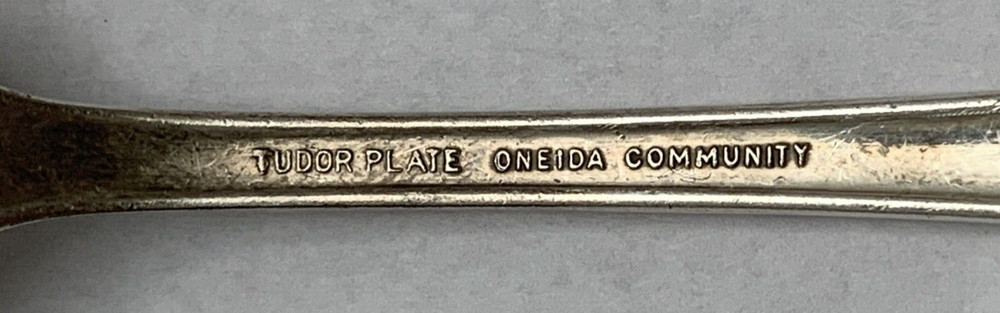 TUDOR PLATE ONEIDA COMMUNITY